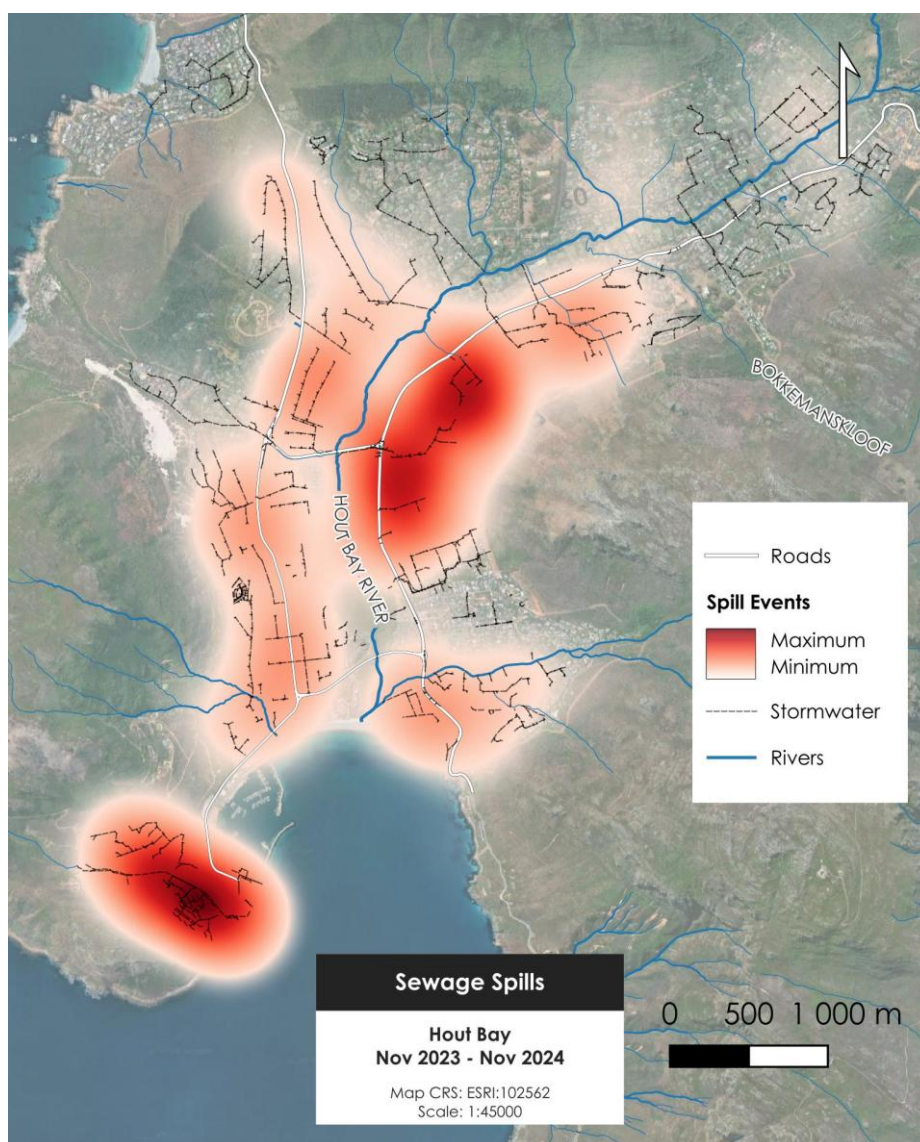 BOKKEMANSKLOOF
HOUT BAY RIVER
Roads
Spill Events
Maximum
Minimum
Stormwater
Rivers
Sewage Spills
Hout Bay
Nov 2023 - Nov 2024
Map CRS: ESRI:102562
Scale: 1:45000
0 500 1 000 m